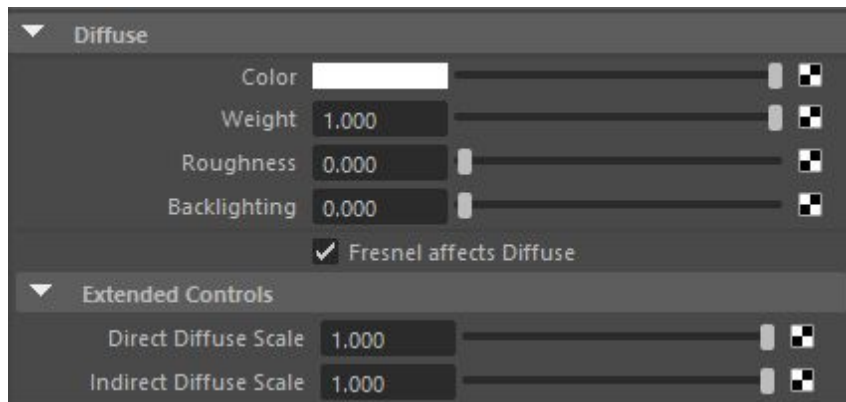 Diffuse
Color
Weight 1.000
Roughness 0.000
Backlighting 0.000
Fresnel affects Diffuse
Extended Controls
Direct Diffuse Scale 1.000
Indirect Diffuse Scale 1.000